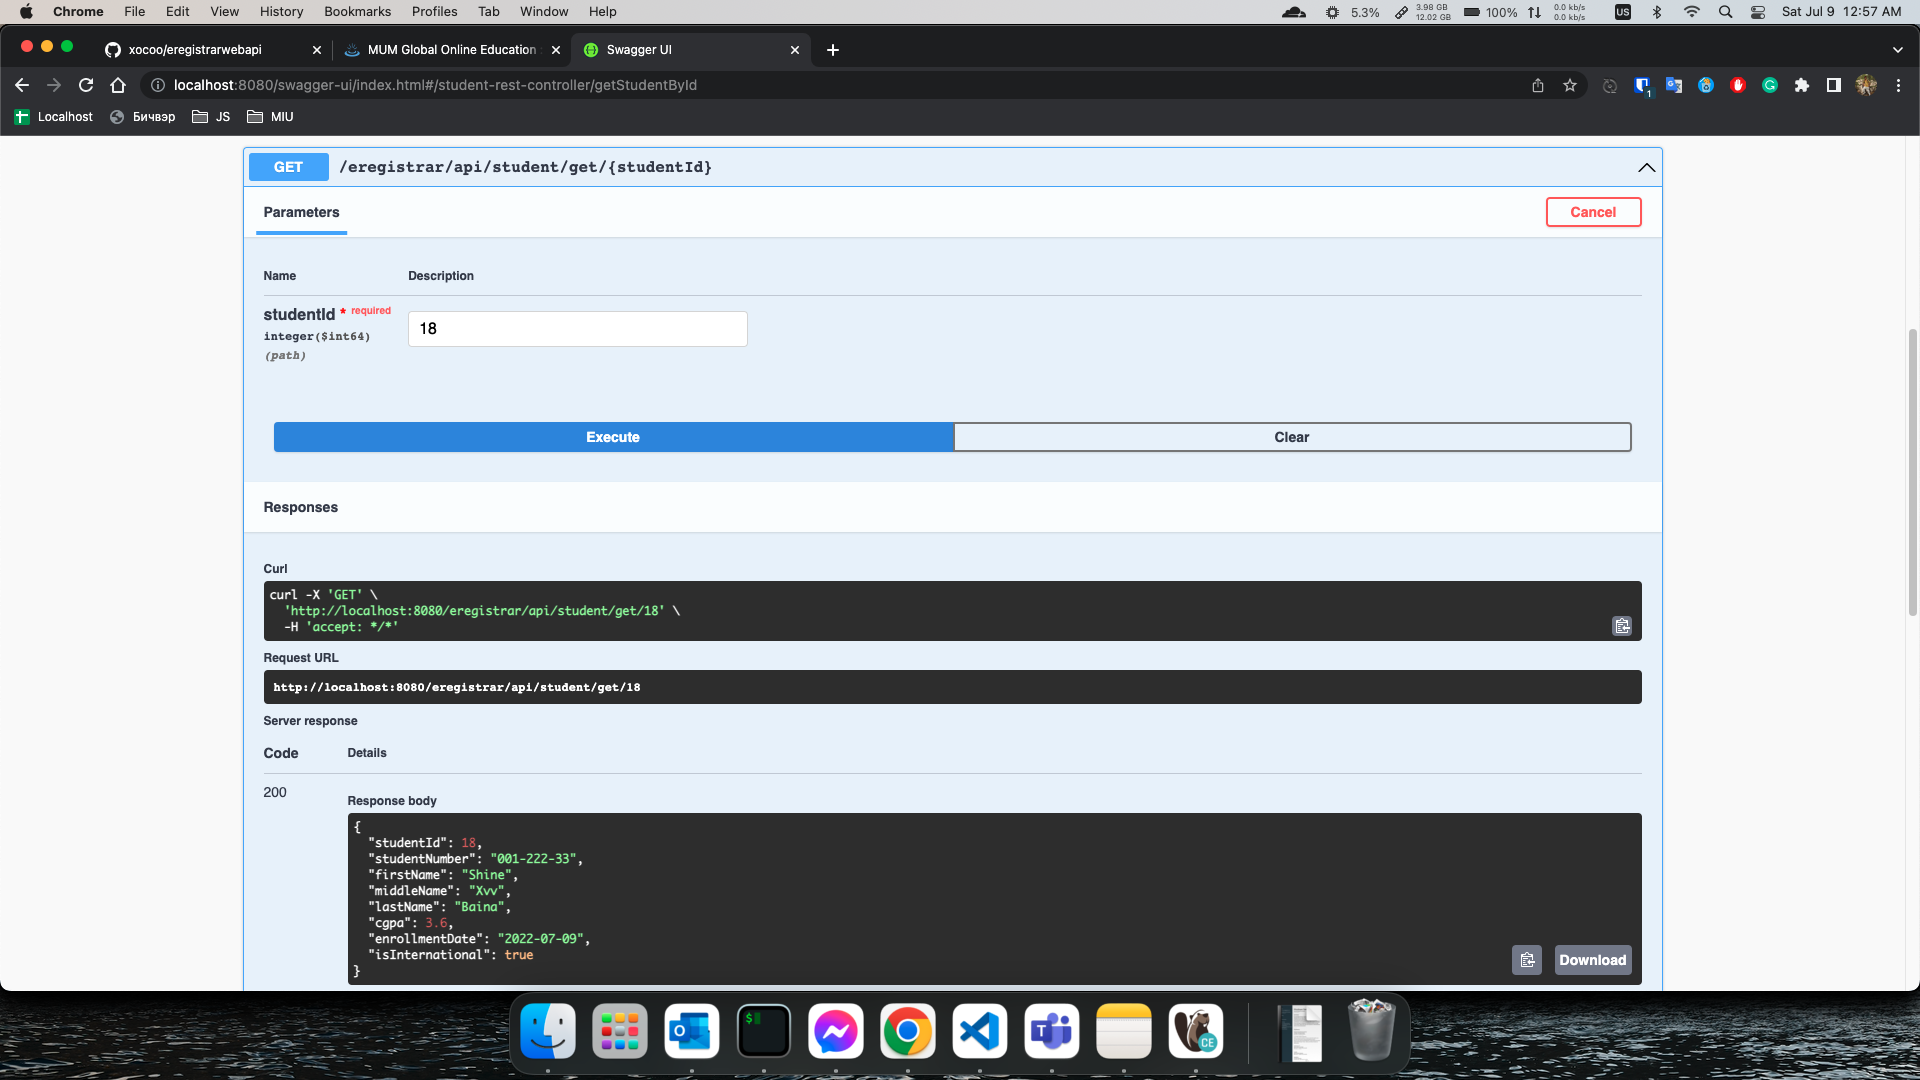 Chrome File Edit View History Bookmarks Profiles Tab Window Help 5.3% 3.98 GB 12.02 GB 100% 0.0 kb/s 0.0 kb/s US Sat Jul 9 12:57 AM
xocoo/eregistrarwebapi MUM Global Online Education Swagger UI
localhost:8080/swagger-ui/index.html#/student-rest-controller/getStudentById 1
Localhost Бичвэр JS MIU
GET /eregistrar/api/student/get/{studentId}
Parameters Cancel
Name Description
studentId * required
18
integer($int64)
(path)
Execute Clear
Responses
Curl
curl -X 'GET' \
'http://localhost:8080/eregistrar/api/student/get/18' \
-H 'accept: */*'
Request URL
http://localhost:8080/eregistrar/api/student/get/18
Server response
Code Details
200
Response body
{
"studentId": 18,
"studentNumber": "001-222-33",
"firstName": "Shine",
"middleName": "Xvv",
"lastName": "Baina",
"cgpa": 3.6,
"enrollmentDate": "2022-07-09",
"isInternational": true
}
Download
$
CE